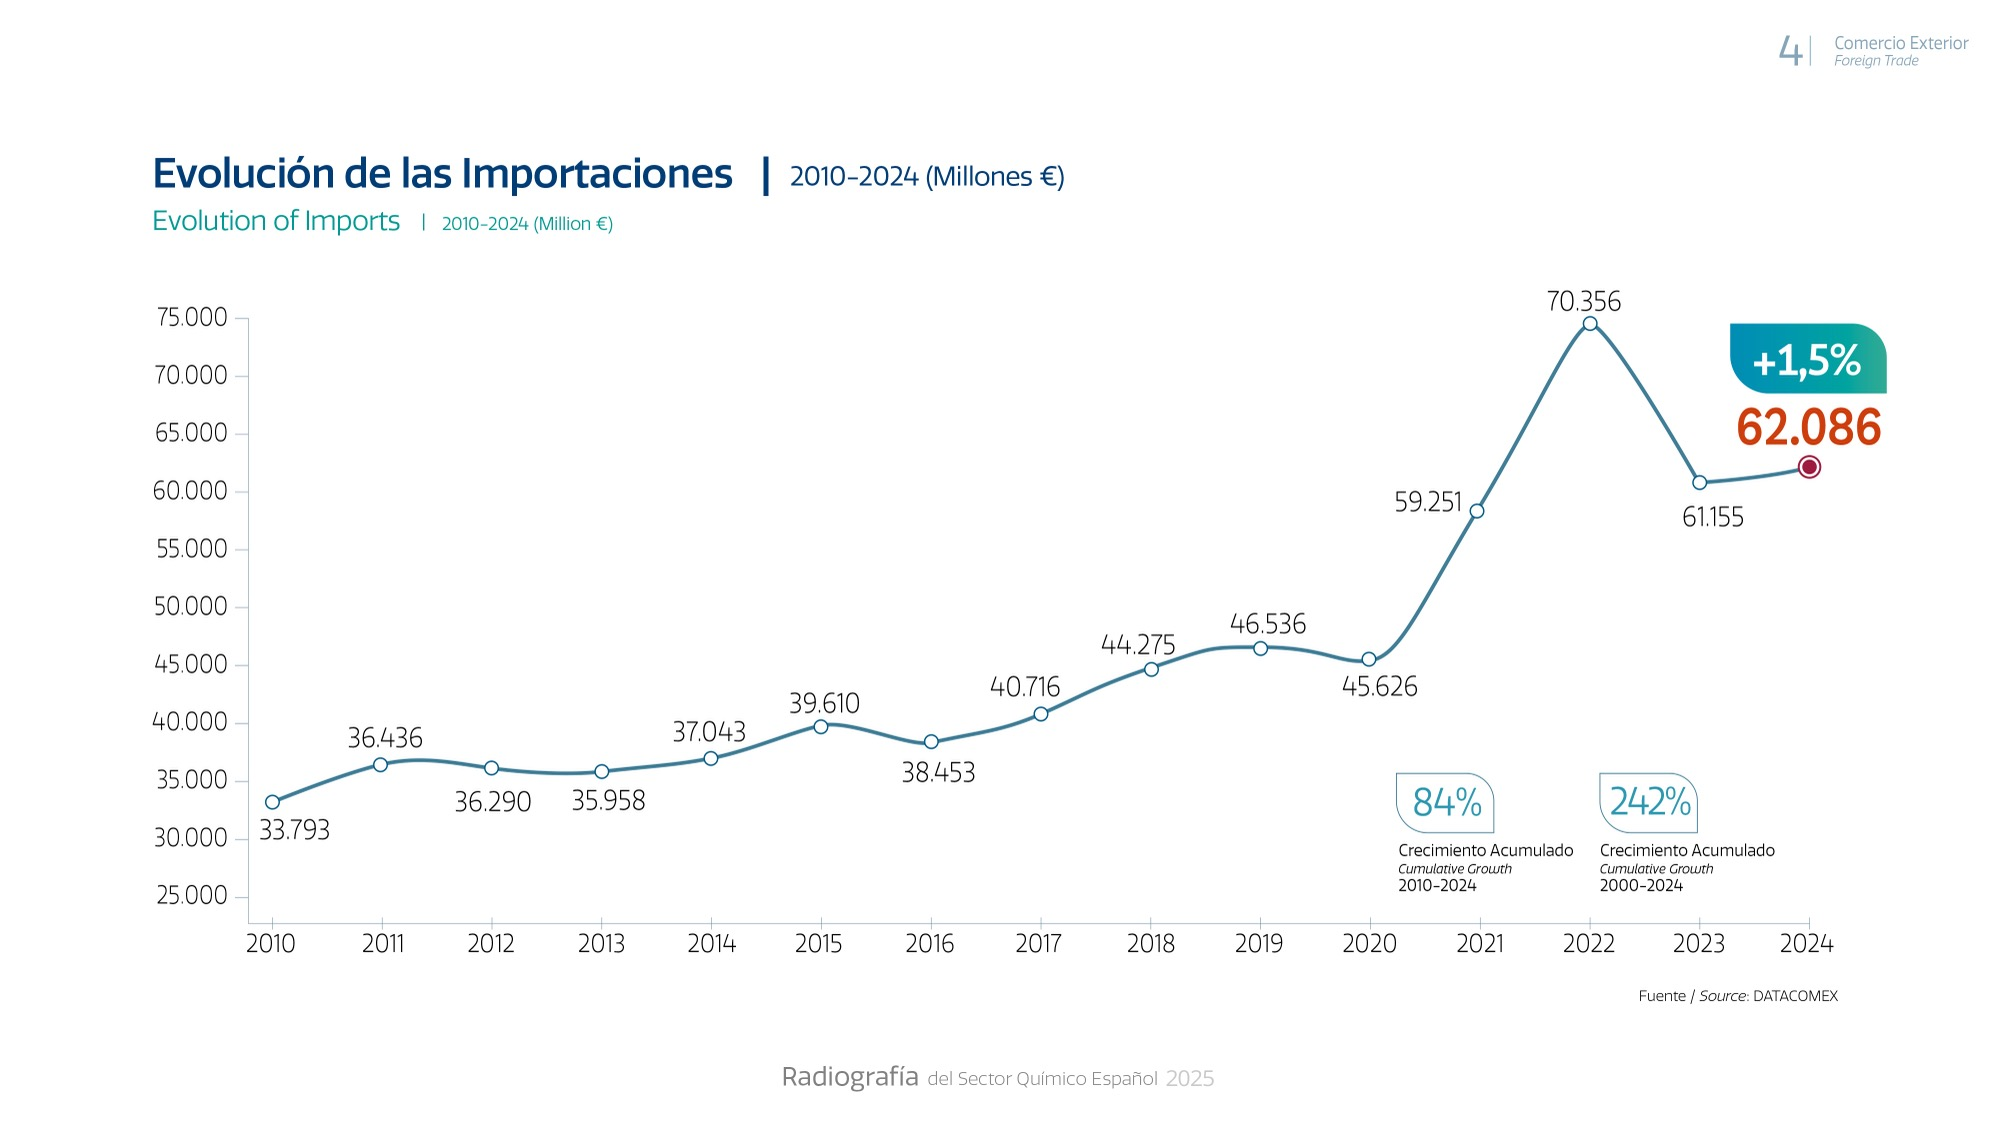 4 | Comercio Exterior
Foreign Trade
Evolución de las Importaciones | 2010-2024 (Millones €)
Evolution of Imports | 2010-2024 (Million €)
75.000
70.000
65.000
60.000
55.000
50.000
45.000
40.000
35.000
30.000
25.000
33.793
36.436
36.290
35.958
37.043
39.610
38.453
40.716
44.275
46.536
45.626
59.251
70.356
61.155
+1,5%
62.086
84%
Crecimiento Acumulado
Cumulative Growth
2010-2024
242%
Crecimiento Acumulado
Cumulative Growth
2000-2024
2010 2011 2012 2013 2014 2015 2016 2017 2018 2019 2020 2021 2022 2023 2024
Fuente / Source: DATACOMEX
Radiografía del Sector Químico Español 2025